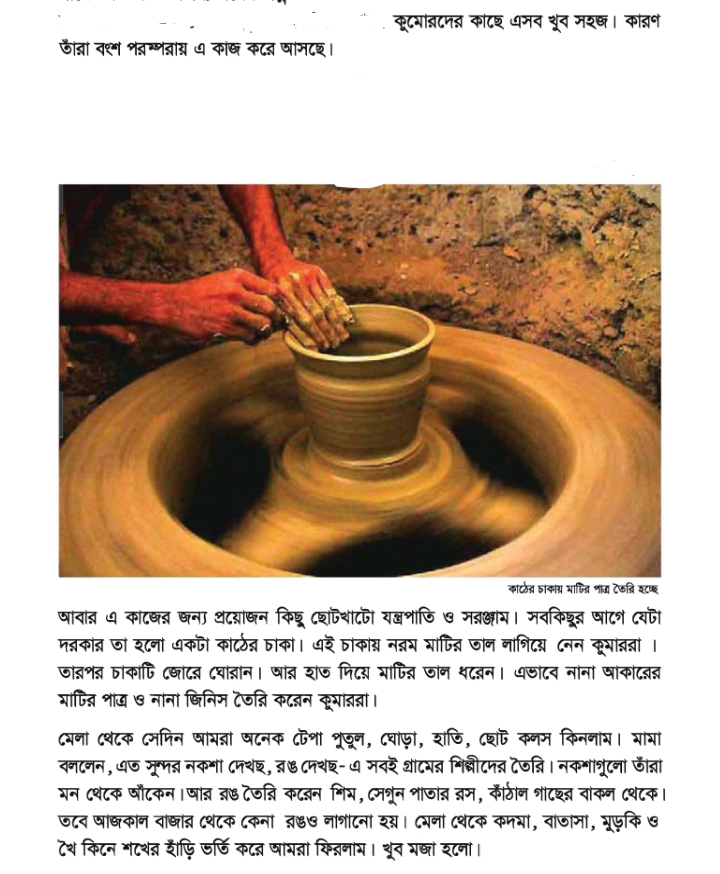 কুমোরদের কাছে এসব খুব সহজ। কারণ
তাঁরা বংশ পরম্পরায় এ কাজ করে আসছে।
কাঠের চাকায় মাটির পাত্র তৈরি হচ্ছে
আবার এ কাজের জন্য প্রয়োজন কিছু ছোটখাটো যন্ত্রপাতি ও সরঞ্জাম। সবকিছুর আগে যেটা
দরকার তা হলো একটা কাঠের চাকা। এই চাকায় নরম মাটির তাল লাগিয়ে নেন কুমাররা ।
তারপর চাকাটি জোরে ঘোরান। আর হাত দিয়ে মাটির তাল ধরেন। এভাবে নানা আকারের
মাটির পাত্র ও নানা জিনিস তৈরি করেন কুমাররা।
মেলা থেকে সেদিন আমরা অনেক টেপা পুতুল, ঘোড়া, হাতি, ছোট কলস কিনলাম। মামা
বললেন, এত সুন্দর নকশা দেখছ, রঙ দেখছ- এ সবই গ্রামের শিল্পীদের তৈরি। নকশাগুলো তাঁরা
মন থেকে আঁকেন। আর রঙ তৈরি করেন শিম, সেগুন পাতার রস, কাঁঠাল গাছের বাকল থেকে।
তবে আজকাল বাজার থেকে কেনা রঙও লাগানো হয়। মেলা থেকে কদমা, বাতাসা, মুড়কি ও
খৈ কিনে শখের হাঁড়ি ভর্তি করে আমরা ফিরলাম। খুব মজা হলো।